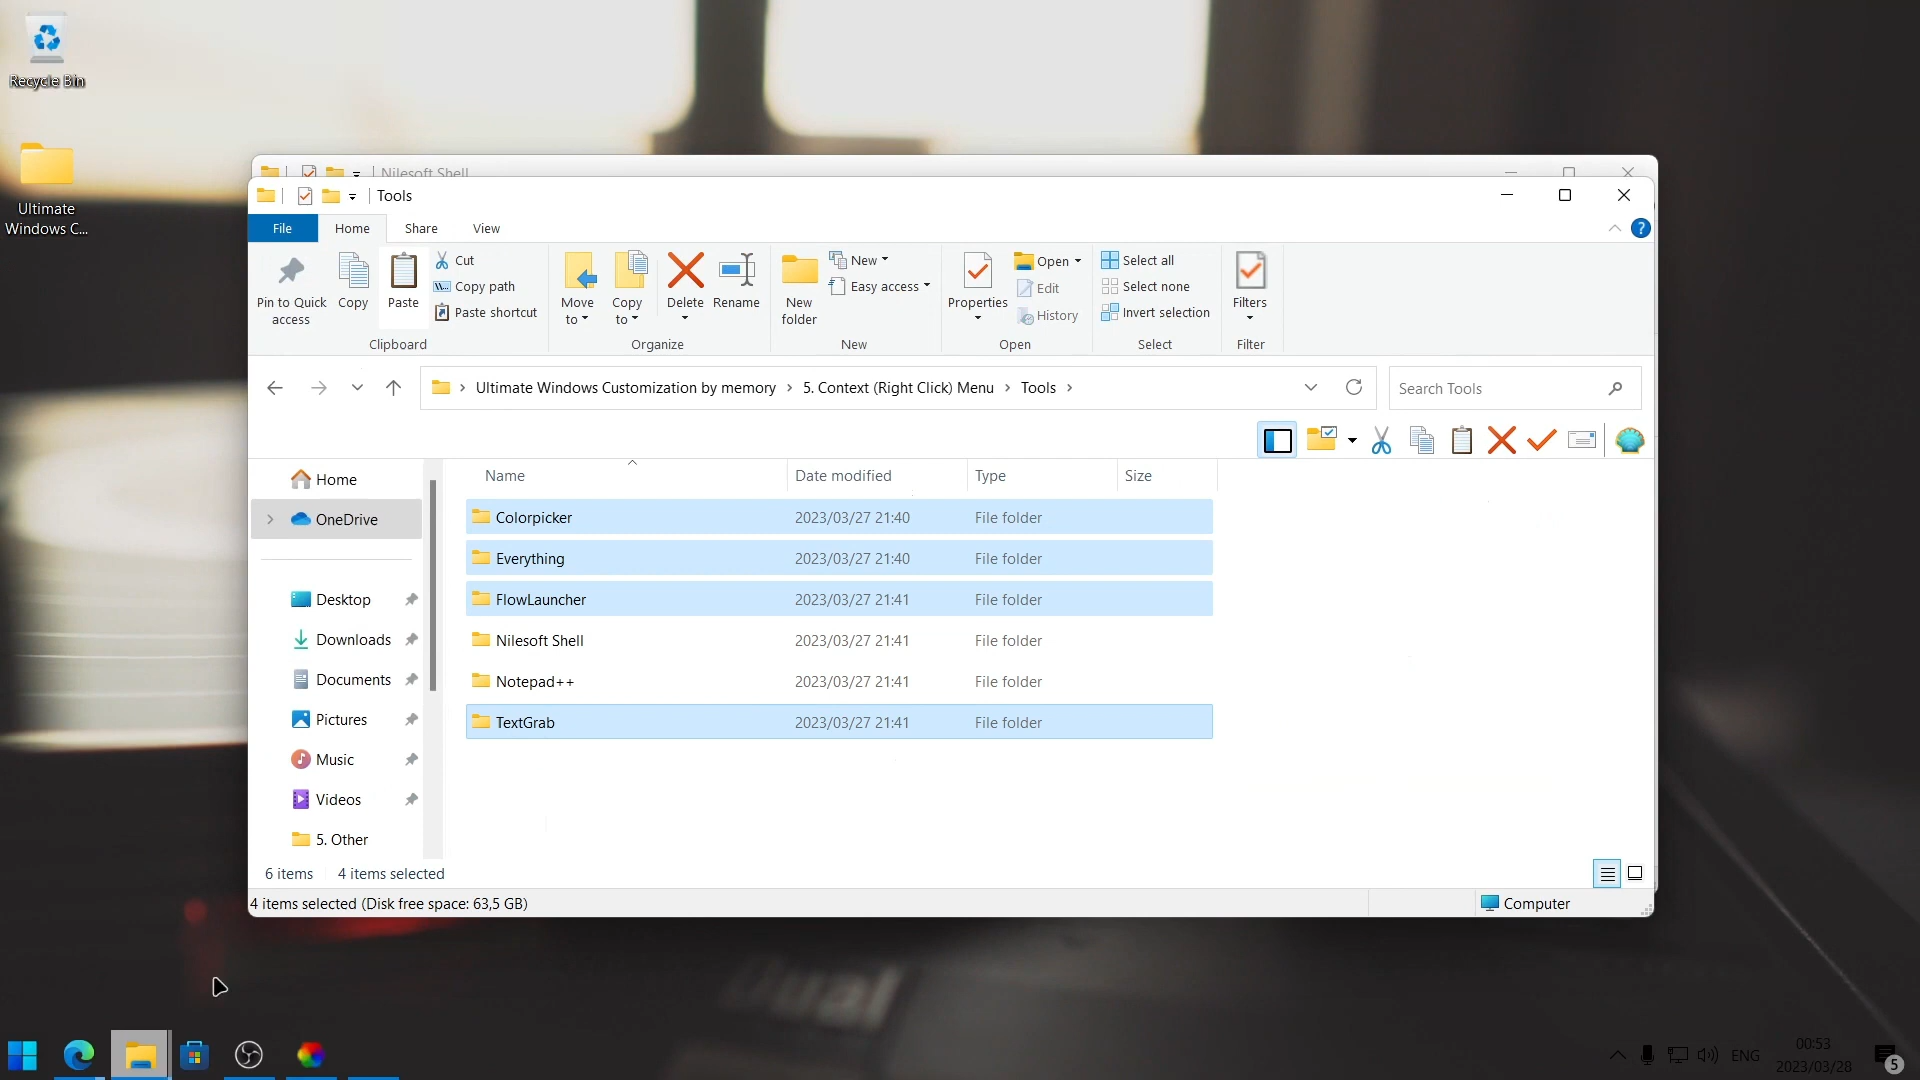 Recycle Bin
Ultimate
Windows C...
Nilesoft Shell
Tools
File
Home
Share
View
Pin to Quick
access
Copy
Paste
Cut
Copy path
Paste shortcut
Clipboard
Move
to
Copy
to
Delete
Rename
Organize
New
folder
New
Easy access
New
Properties
Open
Edit
History
Open
Select all
Select none
Invert selection
Select
Filters
Filter
Ultimate Windows Customization by memory › 5. Context (Right Click) Menu › Tools ›
Search Tools
Name
Date modified
Type
Size
Home
OneDrive
Desktop
Downloads
Documents
Pictures
Music
Videos
5. Other
Colorpicker 2023/03/27 21:40 File folder
Everything 2023/03/27 21:40 File folder
FlowLauncher 2023/03/27 21:41 File folder
Nilesoft Shell 2023/03/27 21:41 File folder
Notepad++ 2023/03/27 21:41 File folder
TextGrab 2023/03/27 21:41 File folder
6 items
4 items selected
4 items selected (Disk free space: 63,5 GB)
Computer
Dual
ENG
00:53
2023/03/28
5